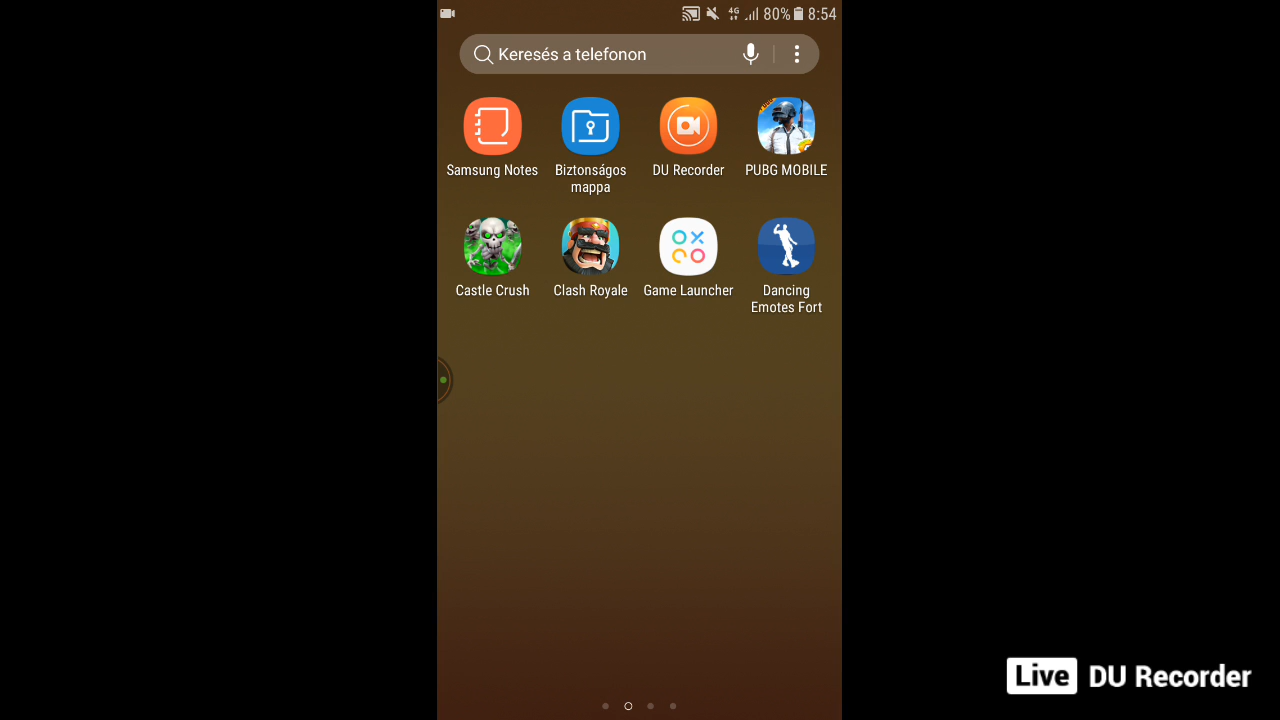 4G 80% 8:54
Keresés a telefonon
Samsung Notes
Biztonságos
mappa
DU Recorder
PUBG MOBILE
Castle Crush
Clash Royale
Game Launcher
Dancing
Emotes Fort
Live DU Recorder